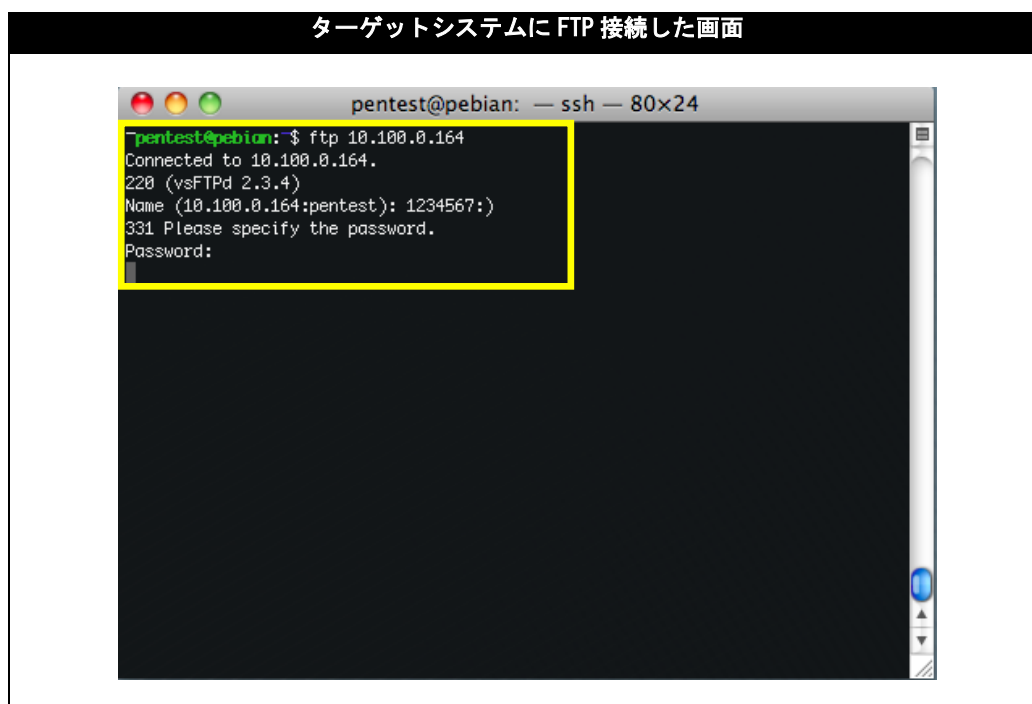 ターゲットシステムに FTP 接続した画面
pentest@pebian: — ssh — 80×24
pentest@pebian:~$ ftp 10.100.0.164
Connected to 10.100.0.164.
220 (vsFTPd 2.3.4)
Name (10.100.0.164:pentest): 1234567:)
331 Please specify the password.
Password: